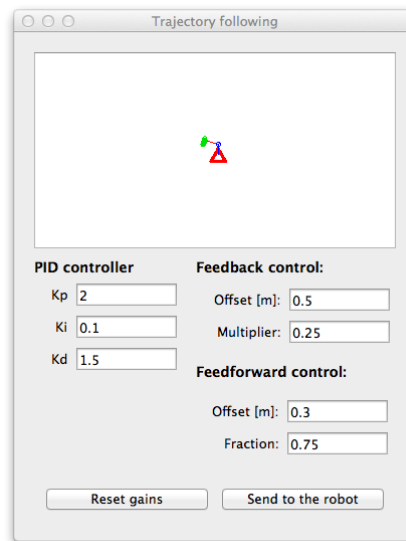 Trajectory following
PID controller
Kp 2
Ki 0.1
Kd 1.5
Feedback control:
Offset [m]: 0.5
Multiplier: 0.25
Feedforward control:
Offset [m]: 0.3
Fraction: 0.75
Reset gains
Send to the robot